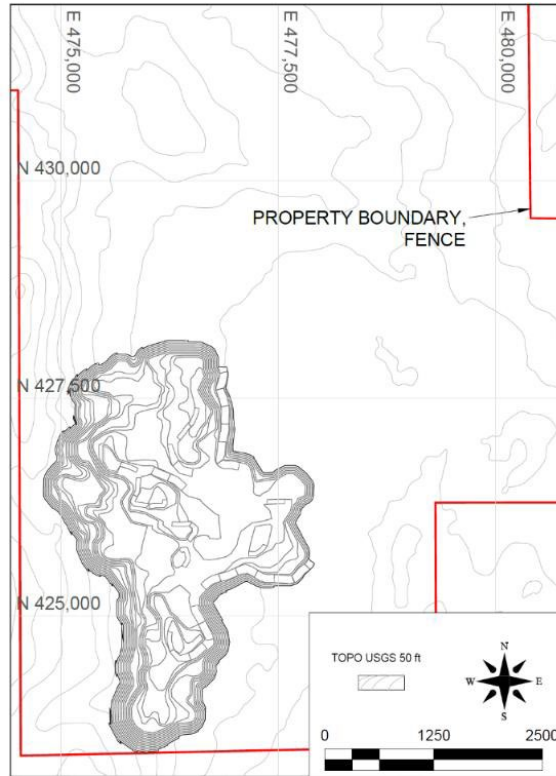 E 475,000
E 477,500
E 480,000
N 430,000
PROPERTY BOUNDARY,
FENCE
N 427,500
N 425,000
TOPO USGS 50 ft
N
W E
S
0 1250 2500